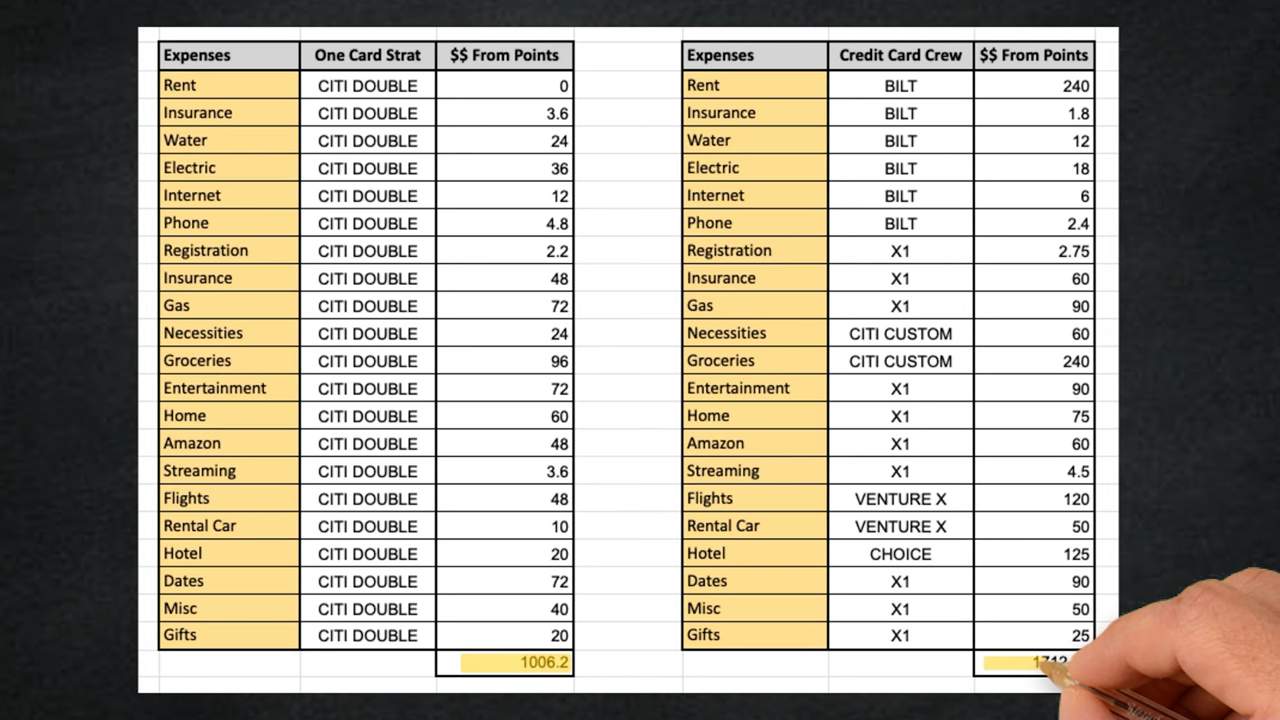 Expenses One Card Strat $$ From Points
Rent CITI DOUBLE 0
Insurance CITI DOUBLE 3.6
Water CITI DOUBLE 24
Electric CITI DOUBLE 36
Internet CITI DOUBLE 12
Phone CITI DOUBLE 4.8
Registration CITI DOUBLE 2.2
Insurance CITI DOUBLE 48
Gas CITI DOUBLE 72
Necessities CITI DOUBLE 24
Groceries CITI DOUBLE 96
Entertainment CITI DOUBLE 72
Home CITI DOUBLE 60
Amazon CITI DOUBLE 48
Streaming CITI DOUBLE 3.6
Flights CITI DOUBLE 48
Rental Car CITI DOUBLE 10
Hotel CITI DOUBLE 20
Dates CITI DOUBLE 72
Misc CITI DOUBLE 40
Gifts CITI DOUBLE 20
1006.2
Expenses Credit Card Crew $$ From Points
Rent BILT 240
Insurance BILT 1.8
Water BILT 12
Electric BILT 18
Internet BILT 6
Phone BILT 2.4
Registration X1 2.75
Insurance X1 60
Gas X1 90
Necessities CITI CUSTOM 60
Groceries CITI CUSTOM 240
Entertainment X1 90
Home X1 75
Amazon X1 60
Streaming X1 4.5
Flights VENTURE X 120
Rental Car VENTURE X 50
Hotel CHOICE 125
Dates X1 90
Misc X1 50
Gifts X1 25